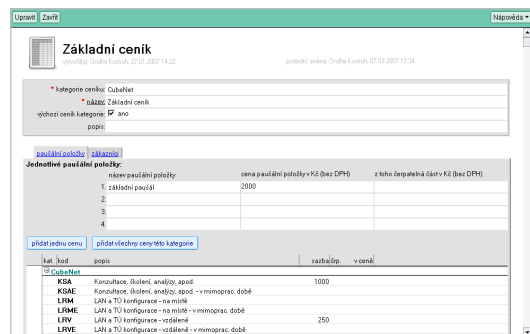 Upravit Zavřít Nápověda
Základní ceník
vytvořil(a): Ondřej Kostruh, 27.01.2007 14:22 poslední změna: Ondřej Kostruh, 07.03.2007 17:34
* kategorie ceníku: CubeNet
* název: Základní ceník
výchozí ceník kategorie: ano
popis:
paušální položky zákazníci
Jednotlivé paušální položky:
název paušální položky cena paušální položky v Kč (bez DPH) z toho čerpatelná část v Kč (bez DPH)
1. základní paušál 2000
2.
3.
4.
přidat jednu cenu přidat všechny ceny této kategorie
kat. kod popis sazba čp. v ceně
CubeNet
KSA Konzultace, školení, analýzy, apod. 1000
KSAE Konzultace, školení, analýzy, apod. - v mimoprac. době
LRM LAN a TÚ konfigurace - na místě
LRME LAN a TÚ konfigurace - na místě - v mimoprac. době
LRV LAN a TÚ konfigurace - vzdálené 250
LRVE LAN a TÚ konfigurace - vzdálené - v mimoprac. době